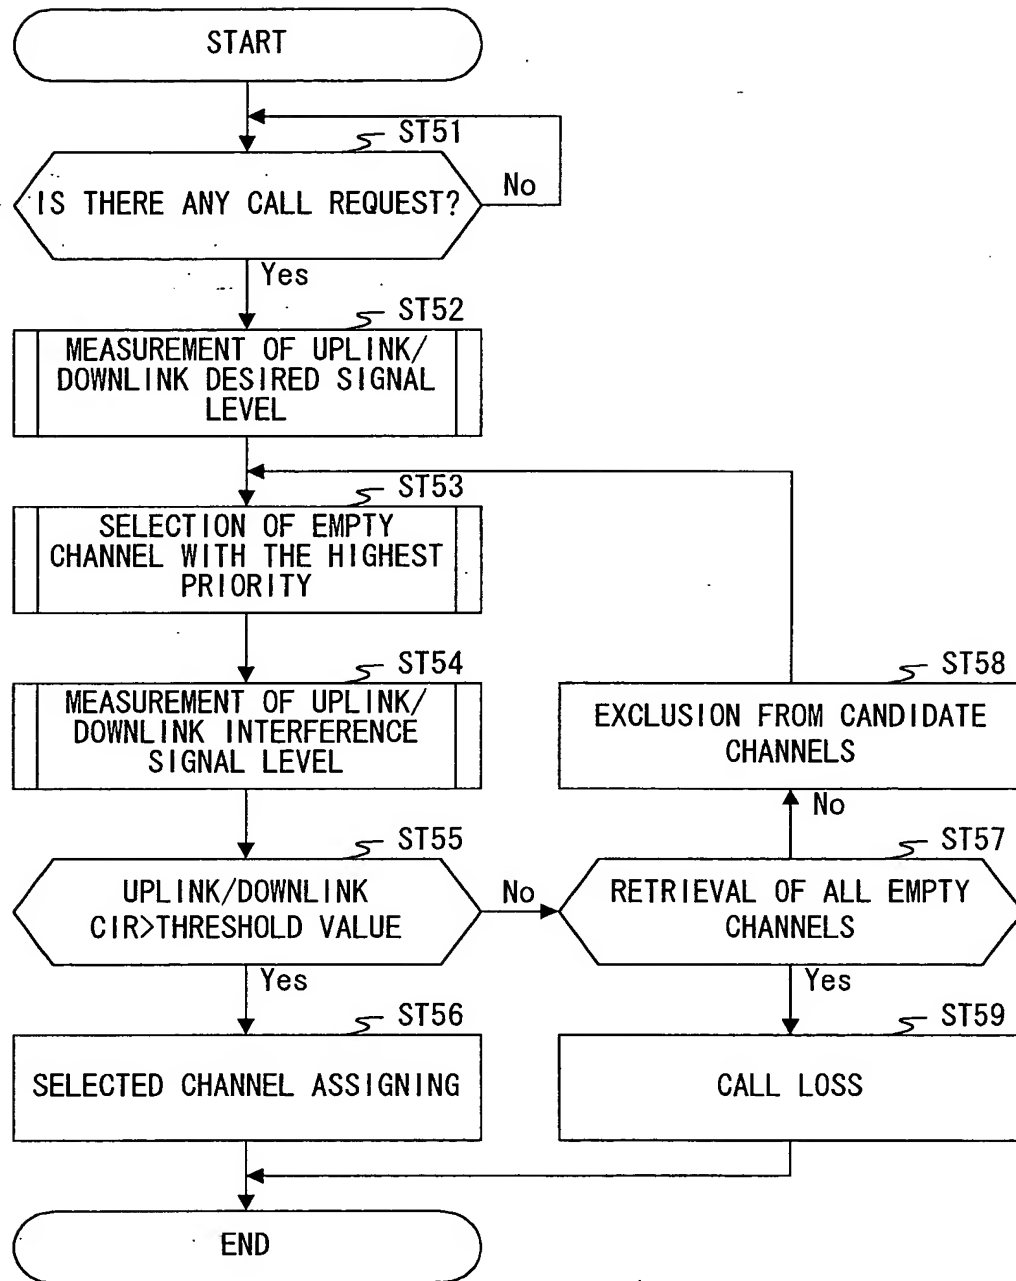 START
ST51
IS THERE ANY CALL REQUEST?
No
Yes
ST52
MEASUREMENT OF UPLINK/
DOWNLINK DESIRED SIGNAL
LEVEL
ST53
SELECTION OF EMPTY
CHANNEL WITH THE HIGHEST
PRIORITY
ST54
MEASUREMENT OF UPLINK/
DOWNLINK INTERFERENCE
SIGNAL LEVEL
ST58
EXCLUSION FROM CANDIDATE
CHANNELS
No
ST55
UPLINK/DOWNLINK
CIR>THRESHOLD VALUE
No
Yes
ST57
RETRIEVAL OF ALL EMPTY
CHANNELS
Yes
ST56
SELECTED CHANNEL ASSIGNING
ST59
CALL LOSS
END